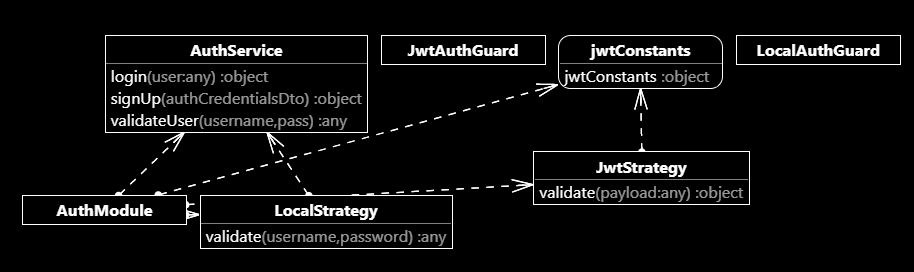 AuthService
login(user:any) :object
signUp(authCredentialsDto) :object
validateUser(username,pass) :any
JwtAuthGuard
jwtConstants
jwtConstants :object
LocalAuthGuard
JwtStrategy
validate(payload:any) :object
AuthModule
LocalStrategy
validate(username,password) :any